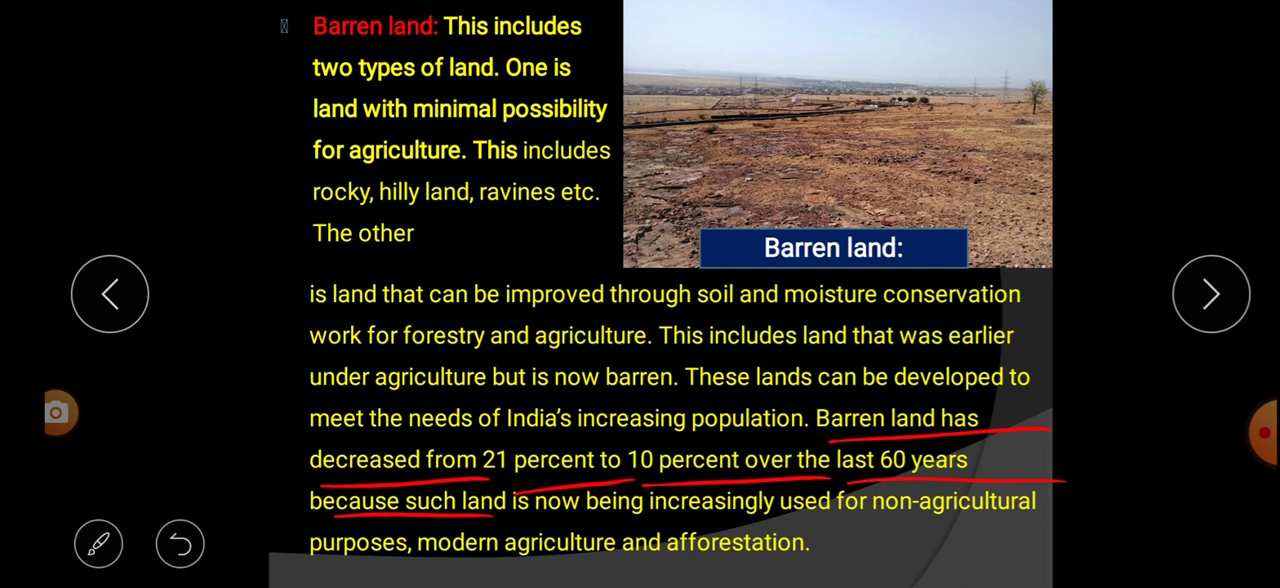 Barren land: This includes
two types of land. One is
land with minimal possibility
for agriculture. This includes
rocky, hilly land, ravines etc.
The other
Barren land:
is land that can be improved through soil and moisture conservation
work for forestry and agriculture. This includes land that was earlier
under agriculture but is now barren. These lands can be developed to
meet the needs of India’s increasing population. Barren land has
decreased from 21 percent to 10 percent over the last 60 years
because such land is now being increasingly used for non-agricultural
purposes, modern agriculture and afforestation.